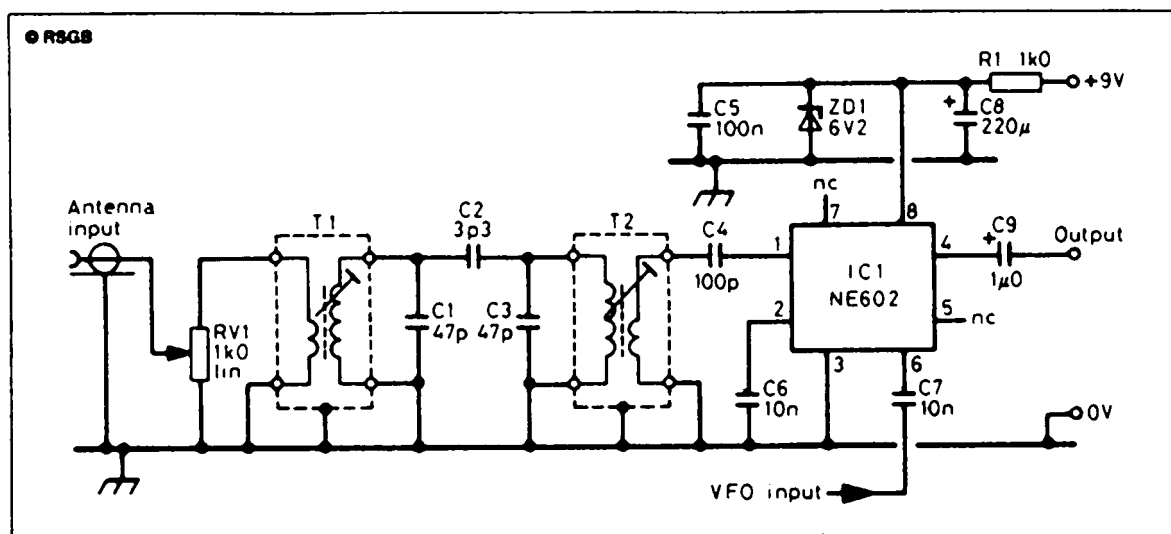 © RSGB
R1 1k0
+9V
C5
100n
ZD1
6V2
C8
220µ
+
nc
7
8
Antenna
input
T1
C2
3p3
T2
C4
100p
1
IC1
NE602
4
C9
1µ0
+
Output
RV1
1k0
lin
C1
47p
C3
47p
2
5
nc
3
6
C6
10n
C7
10n
0V
VFO input